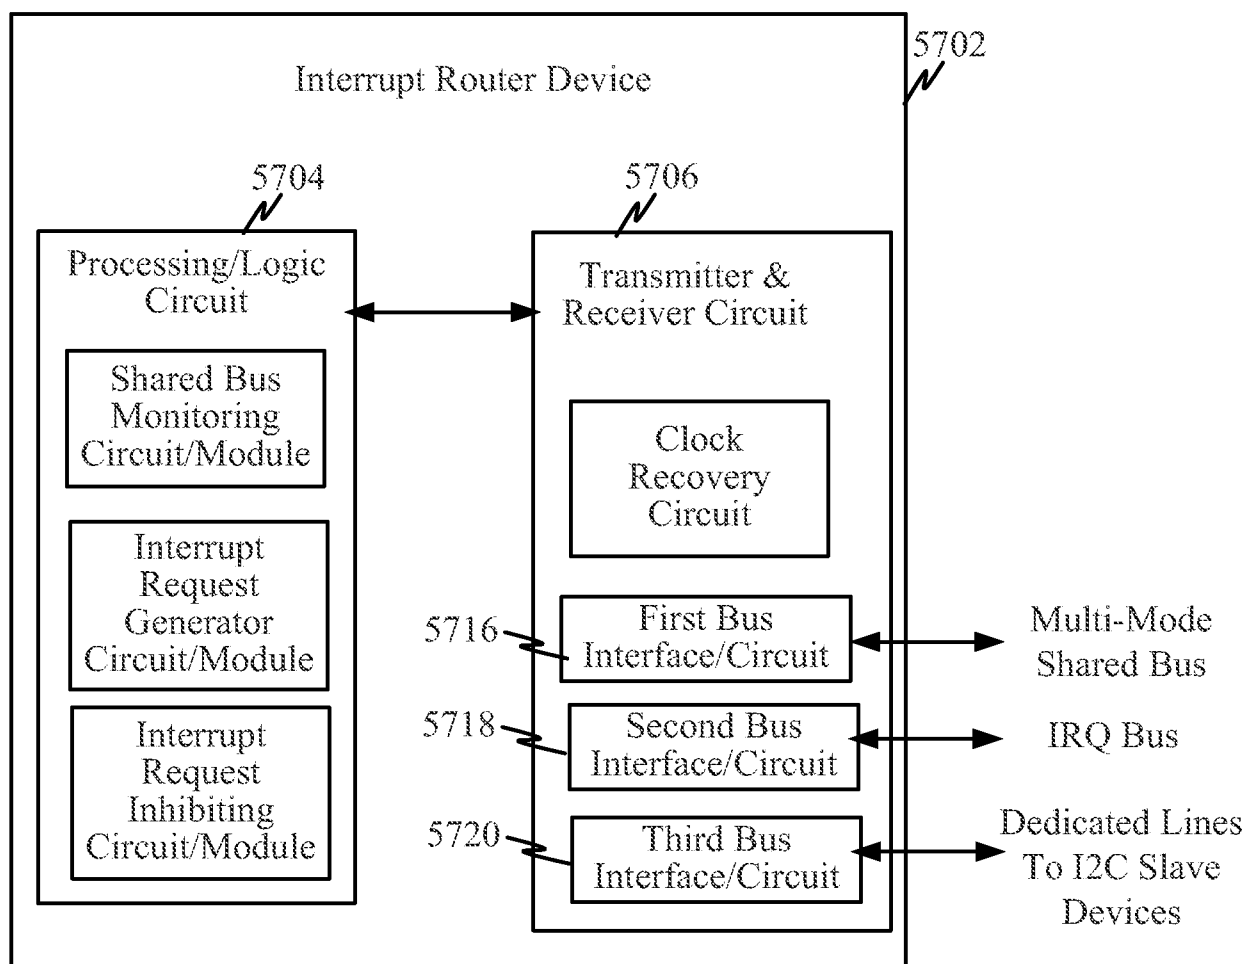 5702
Interrupt Router Device
5704
5706
Processing/Logic
Circuit
Transmitter &
Receiver Circuit
Shared Bus
Monitoring
Circuit/Module
Clock
Recovery
Circuit
Interrupt
Request
Generator
Circuit/Module
5716
First Bus
Interface/Circuit
Multi-Mode
Shared Bus
Interrupt
Request
Inhibiting
Circuit/Module
5718
Second Bus
Interface/Circuit
IRQ Bus
5720
Third Bus
Interface/Circuit
Dedicated Lines
To I2C Slave
Devices